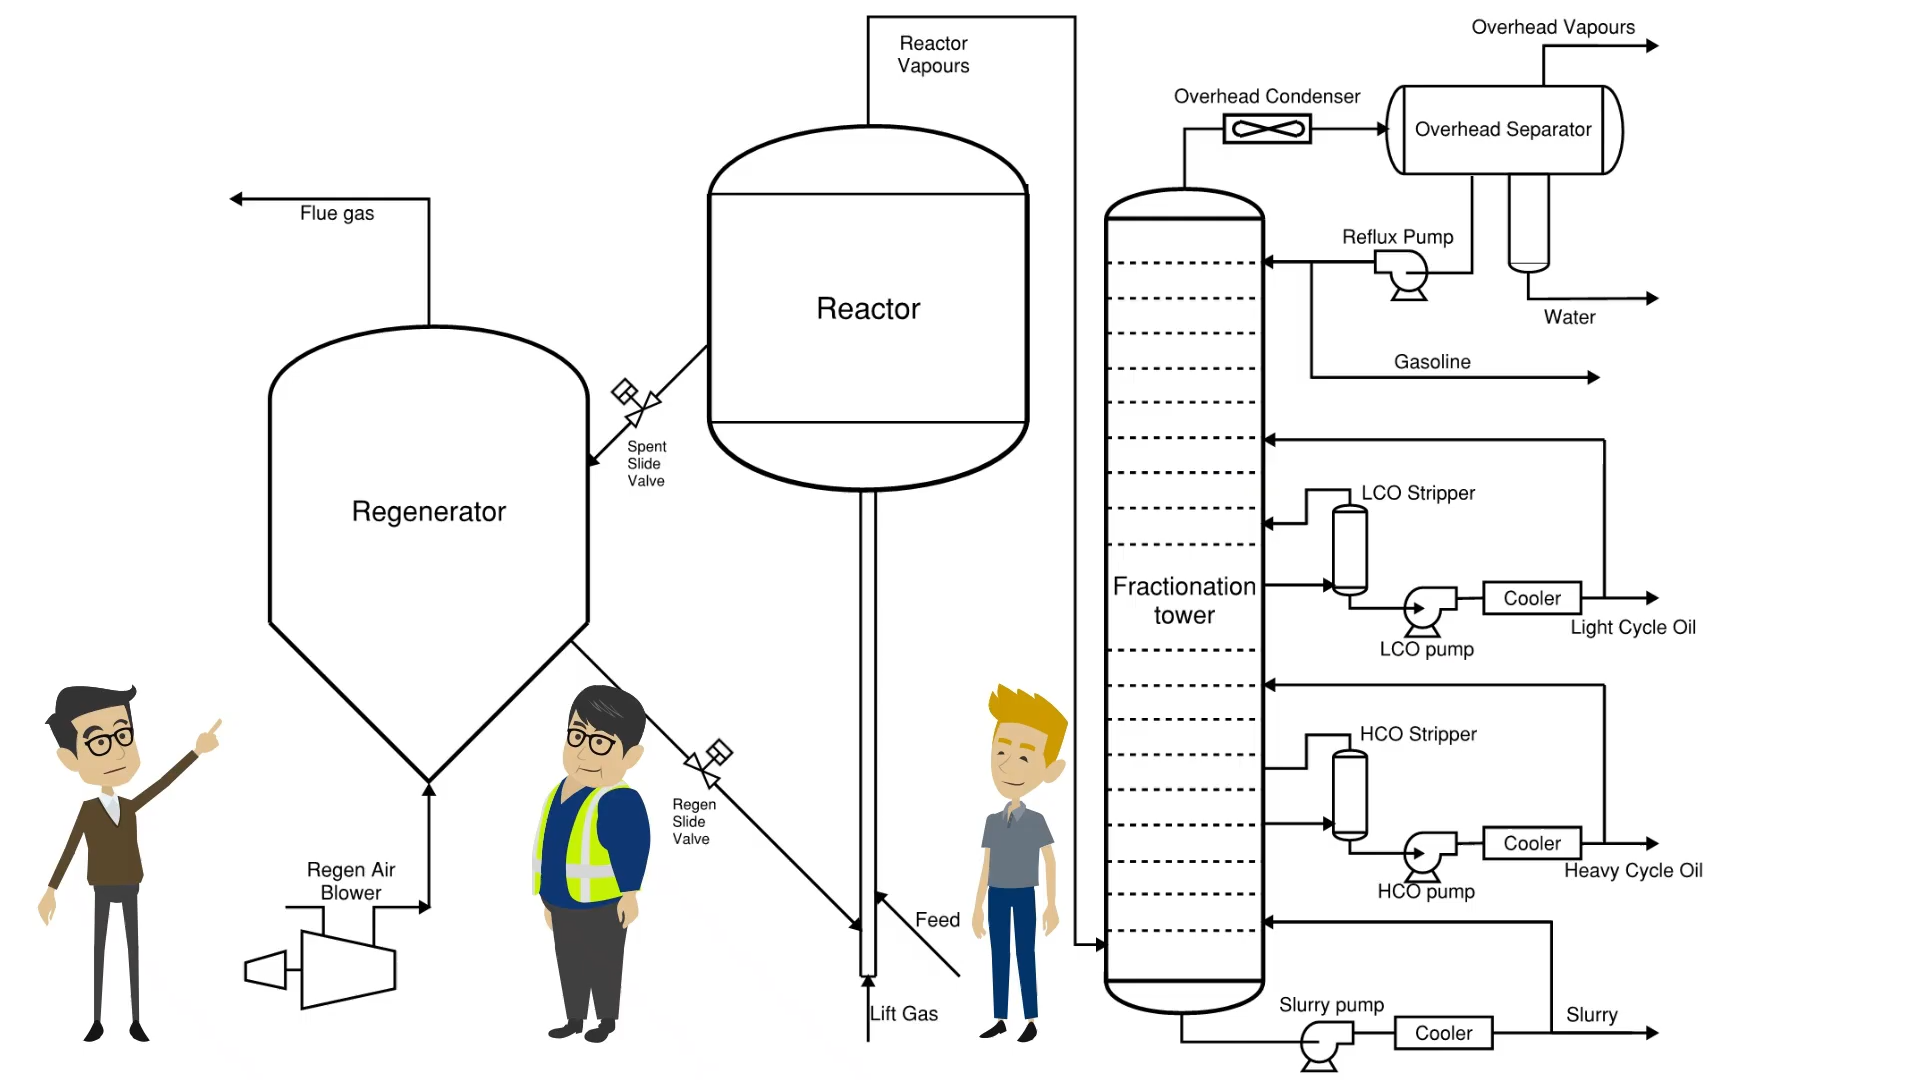 Overhead Vapours
Reactor
Vapours
Overhead Condenser
Overhead Separator
Flue gas
Reflux Pump
Reactor
Water
Gasoline
Spent
Slide
Valve
LCO Stripper
Regenerator
Fractionation
tower
Cooler
Light Cycle Oil
LCO pump
HCO Stripper
Regen
Slide
Valve
Cooler
Heavy Cycle Oil
HCO pump
Regen Air
Blower
Feed
Lift Gas
Slurry pump
Slurry
Cooler